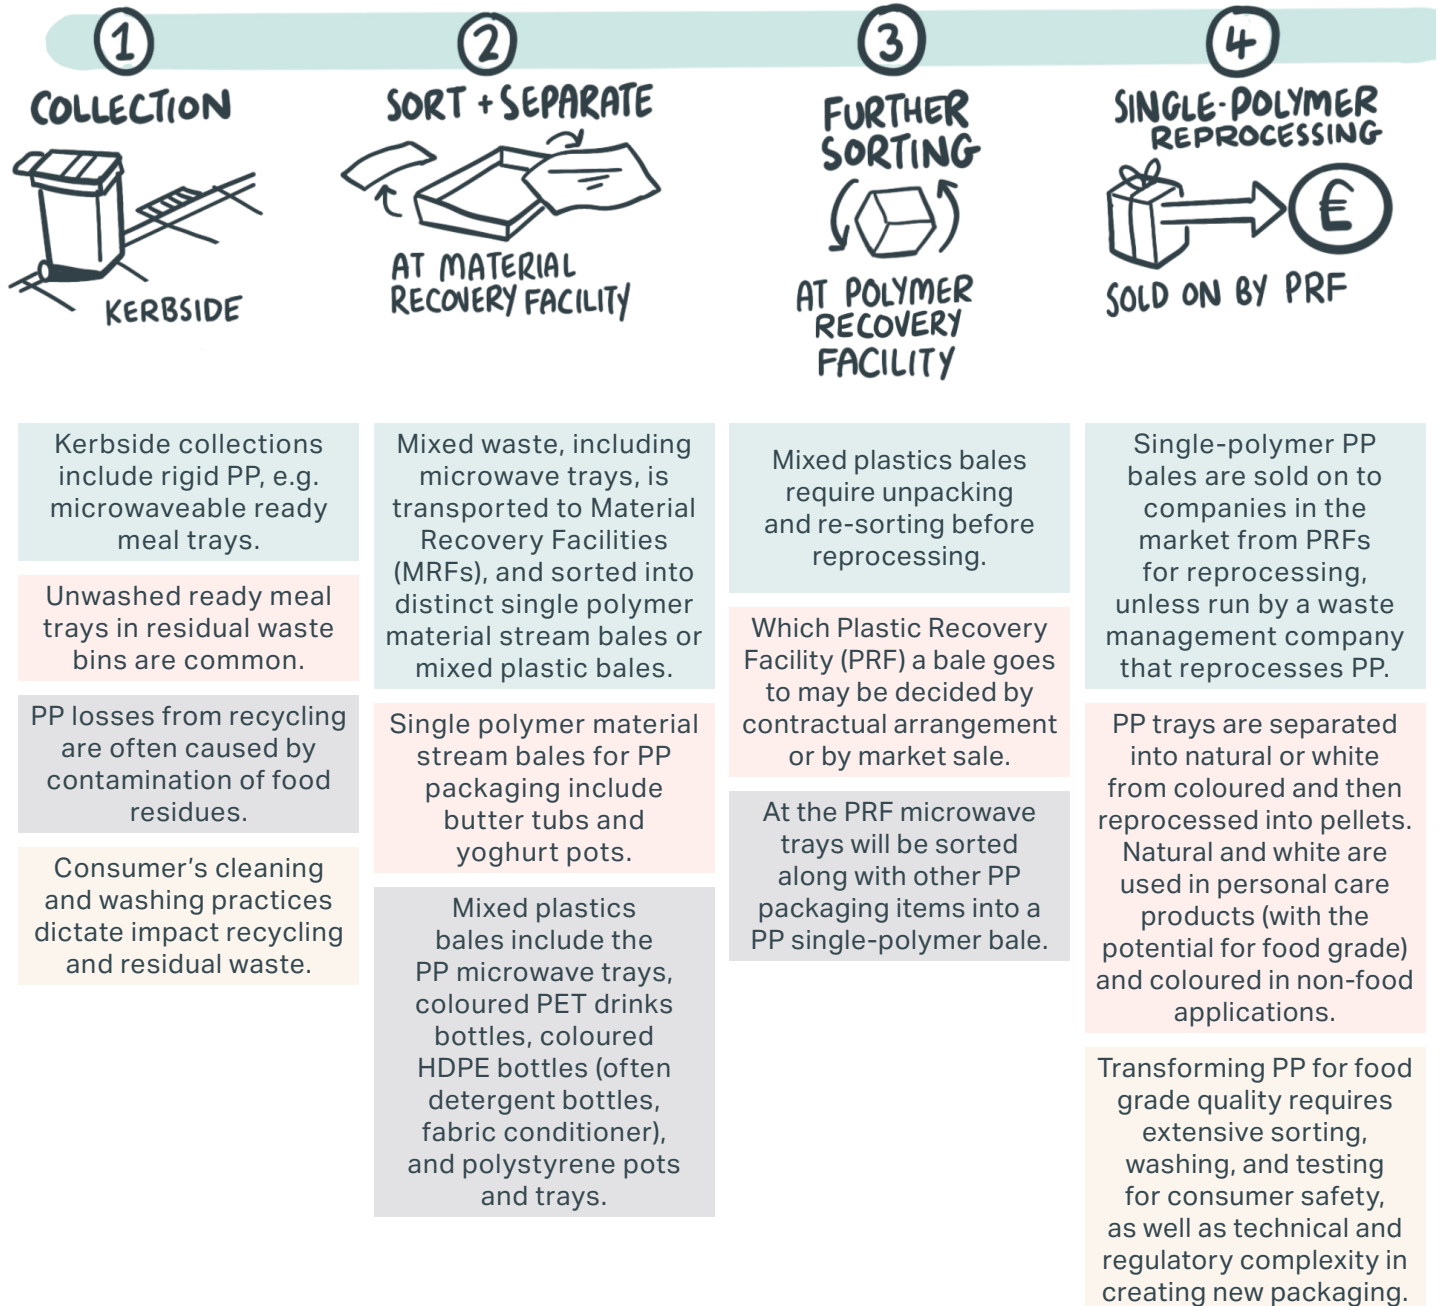 1
COLLECTION
KERBSIDE
2
SORT + SEPARATE
AT MATERIAL
RECOVERY FACILITY
3
FURTHER
SORTING
AT POLYMER
RECOVERY
FACILITY
4
SINGLE-POLYMER
REPROCESSING
€
SOLD ON BY PRF
Kerbside collections
include rigid PP, e.g.
microwaveable ready
meal trays.
Unwashed ready meal
trays in residual waste
bins are common.
PP losses from recycling
are often caused by
contamination of food
residues.
Consumer's cleaning
and washing practices
dictate impact recycling
and residual waste.
Mixed waste, including
microwave trays, is
transported to Material
Recovery Facilities
(MRFs), and sorted into
distinct single polymer
material stream bales or
mixed plastic bales.
Single polymer material
stream bales for PP
packaging include
butter tubs and
yoghurt pots.
Mixed plastics
bales include the
PP microwave trays,
coloured PET drinks
bottles, coloured
HDPE bottles (often
detergent bottles,
fabric conditioner),
and polystyrene pots
and trays.
Mixed plastics bales
require unpacking
and re-sorting before
reprocessing.
Which Plastic Recovery
Facility (PRF) a bale goes
to may be decided by
contractual arrangement
or by market sale.
At the PRF microwave
trays will be sorted
along with other PP
packaging items into a
PP single-polymer bale.
Single-polymer PP
bales are sold on to
companies in the
market from PRFs
for reprocessing,
unless run by a waste
management company
that reprocesses PP.
PP trays are separated
into natural or white
from coloured and then
reprocessed into pellets.
Natural and white are
used in personal care
products (with the
potential for food grade)
and coloured in non-food
applications.
Transforming PP for food
grade quality requires
extensive sorting,
washing, and testing
for consumer safety,
as well as technical and
regulatory complexity in
creating new packaging.